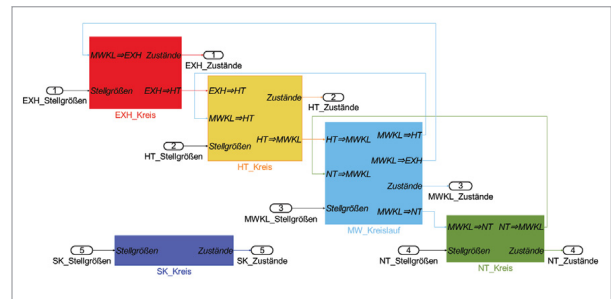 MWKL⇒EXH Zustände
1
EXH_Zustände
1
Stellgrößen EXH⇒HT
EXH_Stellgrößen
EXH_Kreis
EXH⇒HT
Zustände
2
HT_Zustände
MWKL⇒HT
2
Stellgrößen HT⇒MWKL
HT_Stellgrößen
HT_Kreis
HT⇒MWKL MWKL⇒HT
MWKL⇒EXH
NT⇒MWKL
Zustände
3
MWKL_Zustände
3
Stellgrößen MWKL⇒NT
MWKL_Stellgrößen
MW_Kreislauf
MWKL⇒NT NT⇒MWKL
4
Stellgrößen Zustände
4
NT_Stellgrößen
NT_Kreis
NT_Zustände
5
Stellgrößen Zustände
5
SK_Stellgrößen
SK_Kreis
SK_Zustände